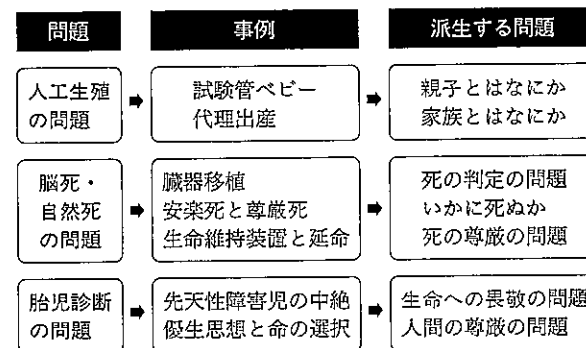 問題
事例
派生する問題
人工生殖
の問題
試験管ベビー
代理出産
親子とはなにか
家族とはなにか
脳死・
自然死
の問題
臓器移植
安楽死と尊厳死
生命維持装置と延命
死の判定の問題
いかに死ぬか
死の尊厳の問題
胎児診断
の問題
先天性障害児の中絶
優生思想と命の選択
生命への畏敬の問題
人間の尊厳の問題